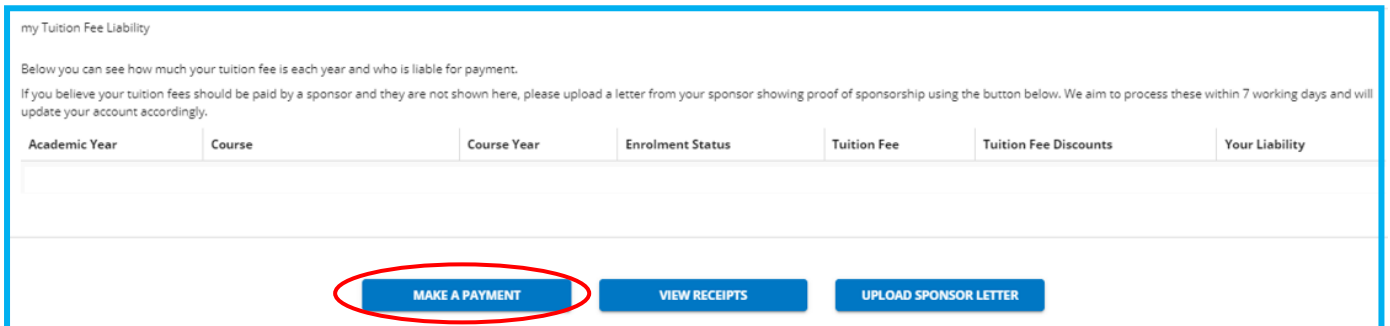 my Tuition Fee Liability
Below you can see how much your tuition fee is each year and who is liable for payment.
If you believe your tuition fees should be paid by a sponsor and they are not shown here, please upload a letter from your sponsor showing proof of sponsorship using the button below. We aim to process these within 7 working days and will
update your account accordingly.
Academic Year Course Course Year Enrolment Status Tuition Fee Tuition Fee Discounts Your Liability
MAKE A PAYMENT VIEW RECEIPTS UPLOAD SPONSOR LETTER